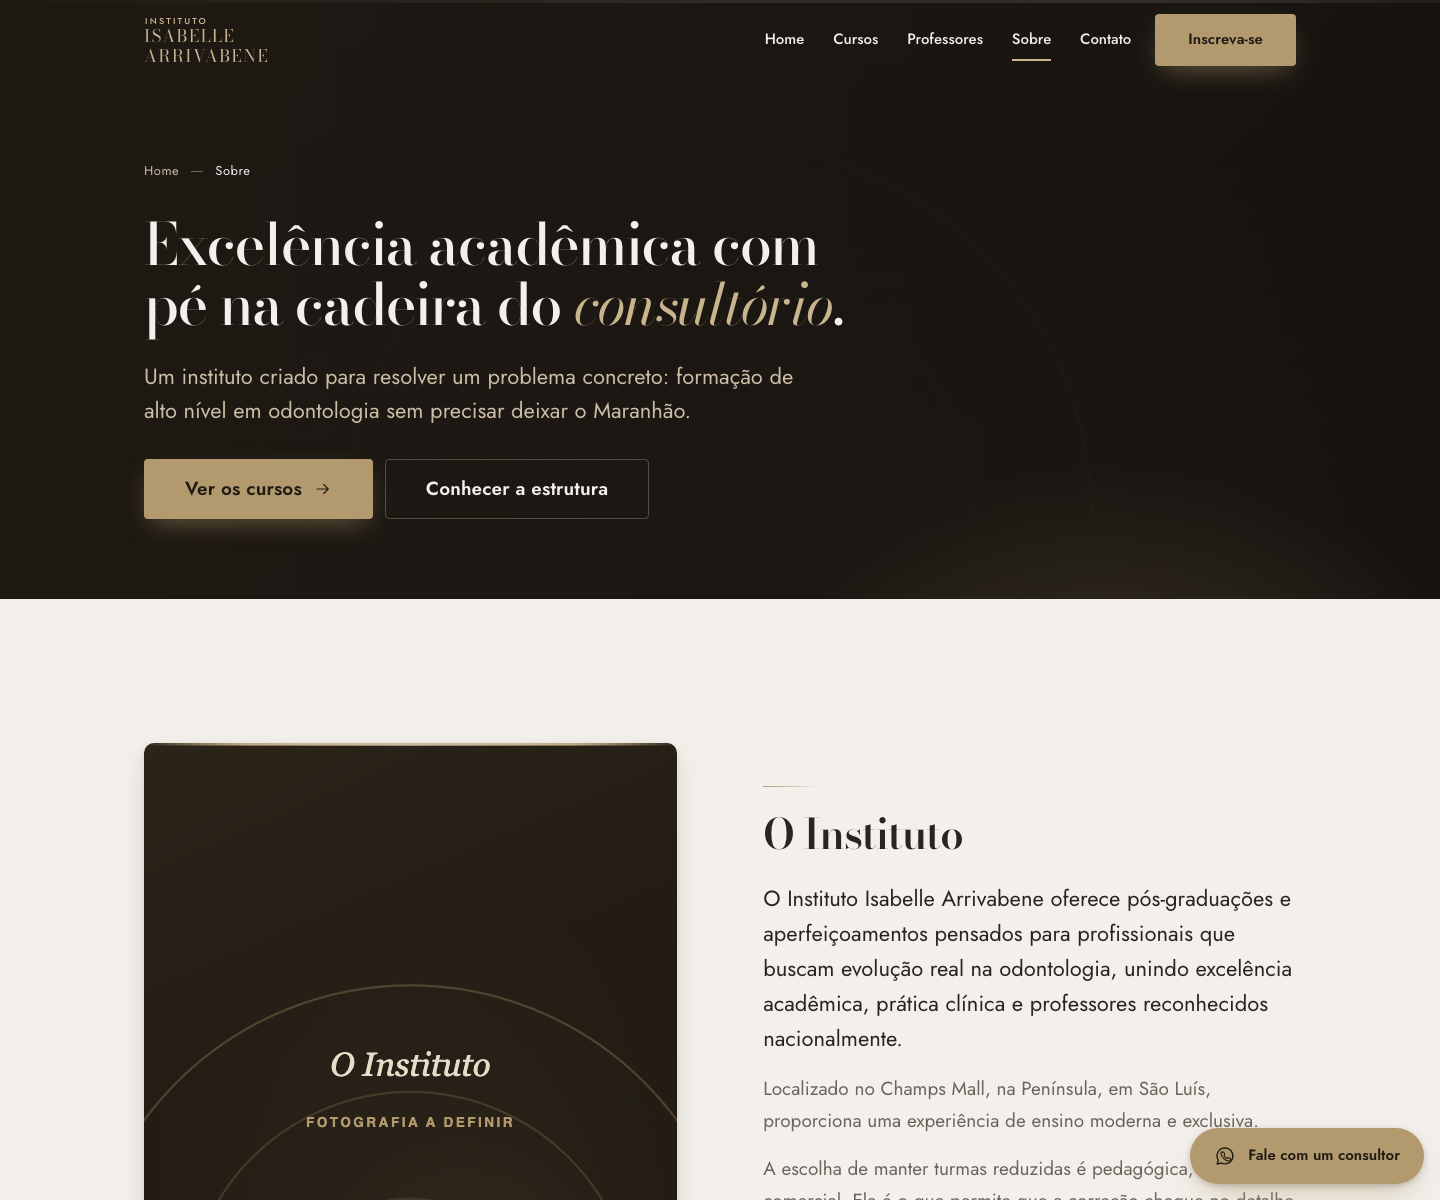 INSTITUTO
ISABELLE
ARRIVABENE
Home Cursos Professores Sobre Contato Inscreva-se
Home — Sobre
Excelência acadêmica com
pé na cadeira do consultório.
Um instituto criado para resolver um problema concreto: formação de
alto nível em odontologia sem precisar deixar o Maranhão.
Ver os cursos → Conhecer a estrutura
O Instituto
FOTOGRAFIA A DEFINIR
O Instituto
O Instituto Isabelle Arrivabene oferece pós-graduações e
aperfeiçoamentos pensados para profissionais que
buscam evolução real na odontologia, unindo excelência
acadêmica, prática clínica e professores reconhecidos
nacionalmente.
Localizado no Champs Mall, na Península, em São Luís,
proporciona uma experiência de ensino moderna e exclusiva.
A escolha de manter turmas reduzidas é pedagógica,
Fale com um consultor